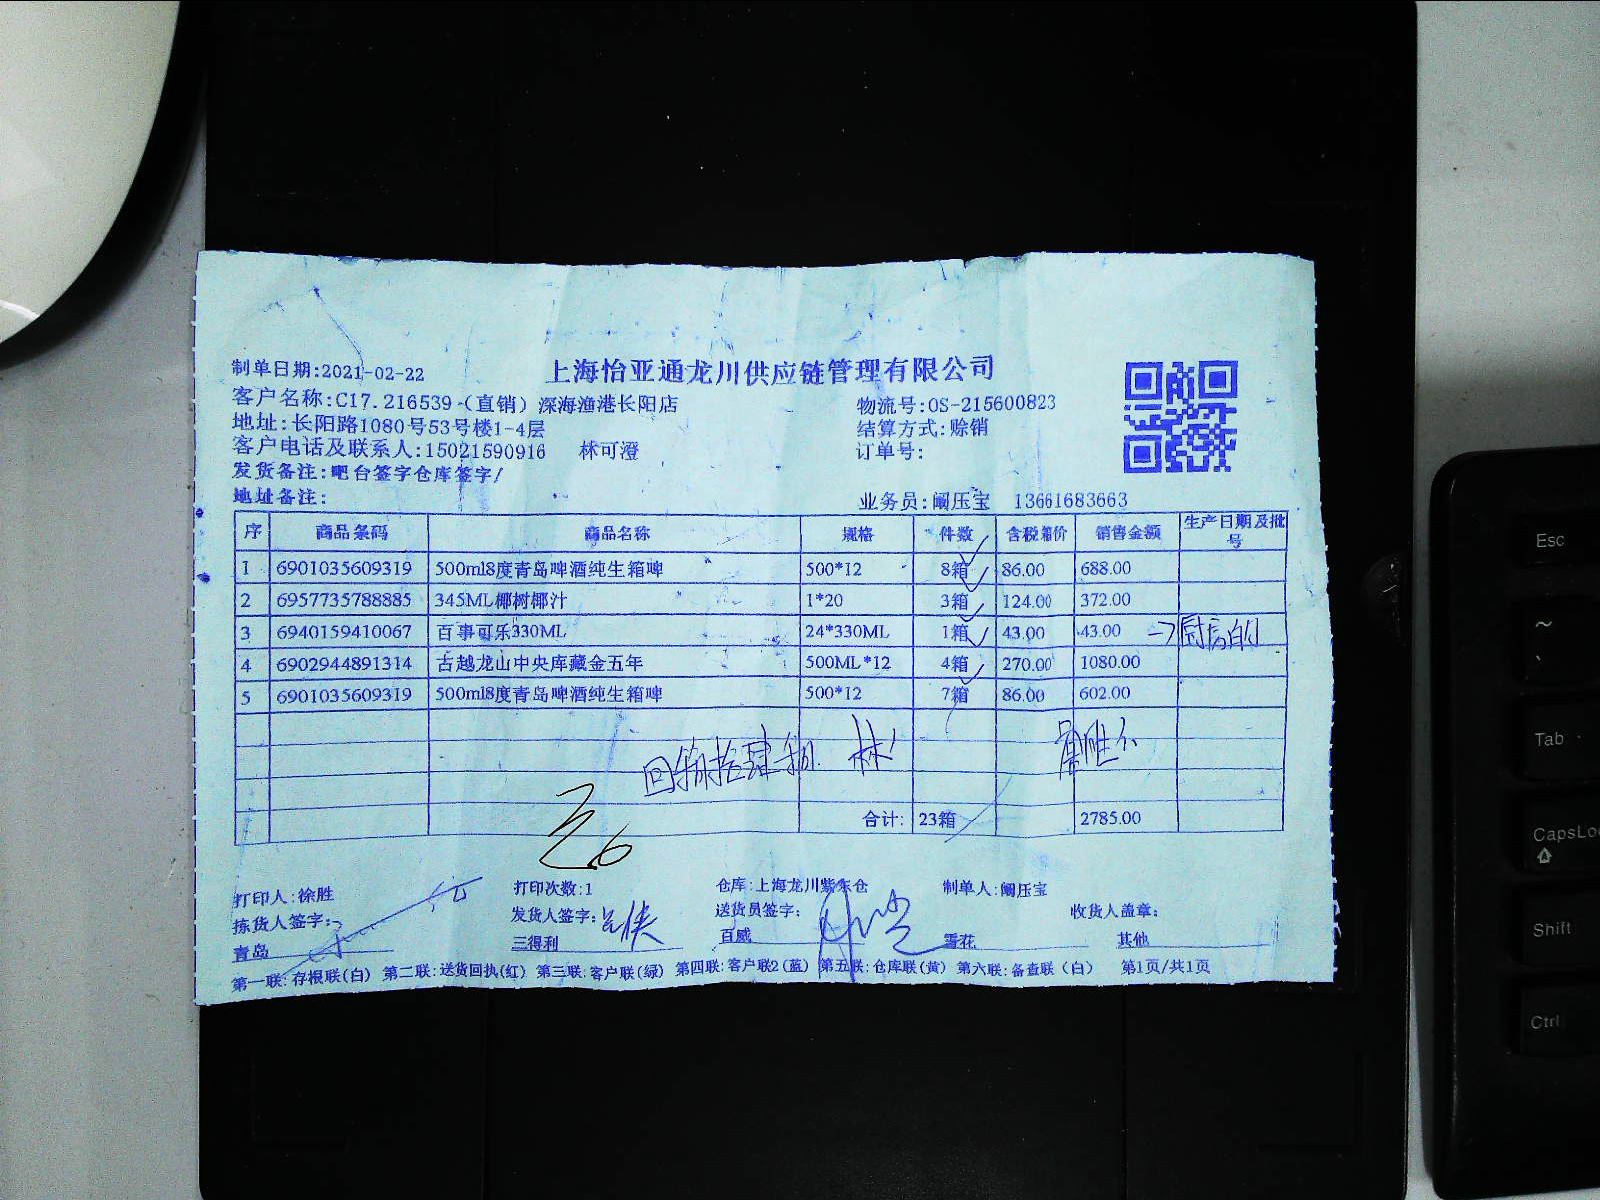 制单日期:2021-02-22
上海怡亚通龙川供应链管理有限公司
客户名称:C17.216539-(直销)深海渔港长阳店
物流号:OS-215600823
地址:长阳路1080号53号楼1-4层
结算方式:赊销
客户电话及联系人:15021590916 林可澄
订单号:
发货备注:吧台签字仓库签字/
地址备注:
业务员:阚压宝 13661683663
序 商品条码 商品名称 规格 件数 含税箱价 销售金额 生产日期及批号
1 6901035609319 500ml8度青岛啤酒纯生箱啤 500*12 8箱 86.00 688.00
2 6957735788885 345ML椰树椰汁 1*20 3箱 124.00 372.00
3 6940159410067 百事可乐330ML 24*330ML 1箱 43.00 43.00 厨房的
4 6902944891314 古越龙山中央库藏金五年 500ML*12 4箱 270.00 1080.00
5 6901035609319 500ml8度青岛啤酒纯生箱啤 500*12 7箱 86.00 602.00
合计: 23箱 2785.00
打印人:徐胜 打印次数:1 仓库:上海龙川紫东仓 制单人:阚压宝
拣货人签字: 发货人签字: 送货员签字: 收货人盖章:
青岛 三得利 百威 雪花 其他
第一联:存根联(白) 第二联:送货回执(红) 第三联:客户联(绿) 第四联:客户联2(蓝) 第五联:仓库联(黄) 第六联:备查联(白) 第1页/共1页
Esc
~
Tab
CapsLoc
Shift
Ctrl